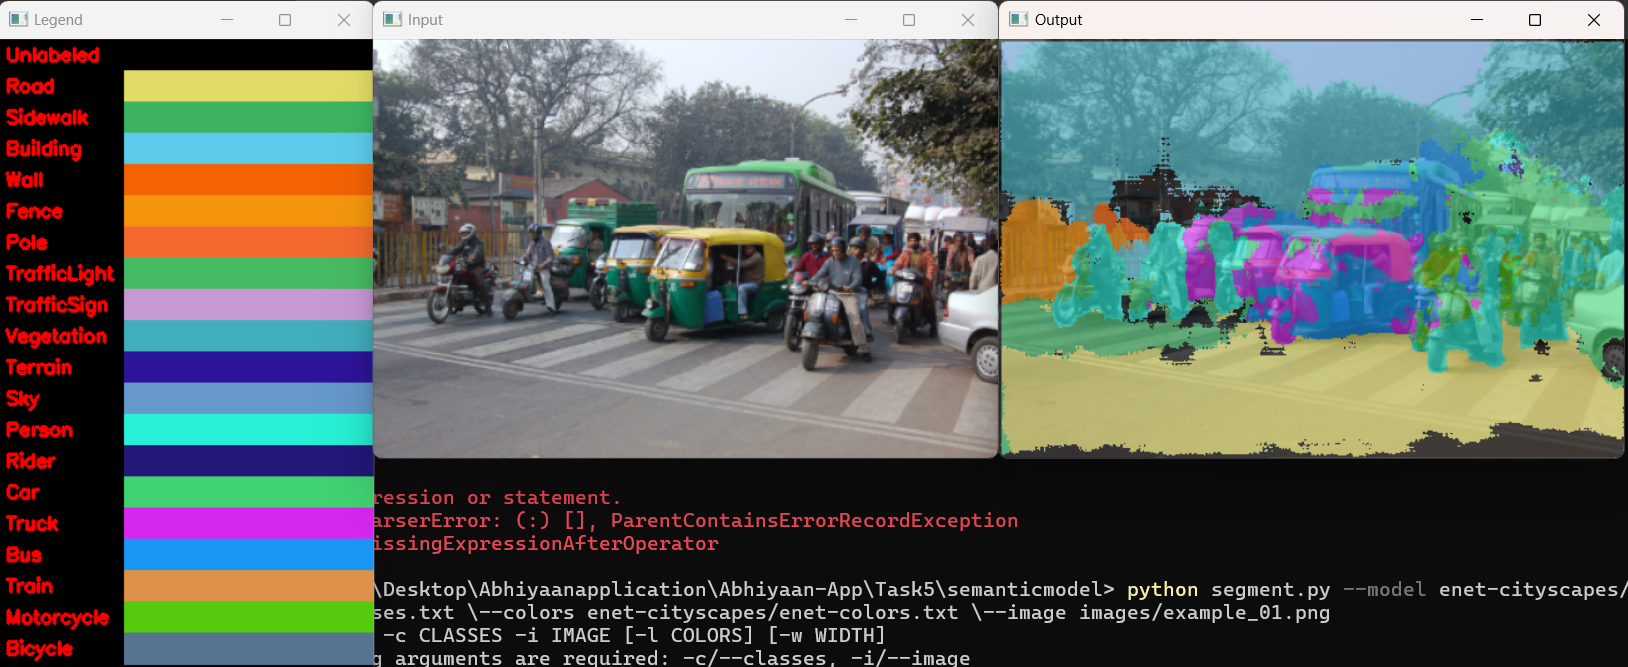 Legend
Input
Output
Unlabeled
Road
Sidewalk
Building
Wall
Fence
Pole
TrafficLight
TrafficSign
Vegetation
Terrain
Sky
Person
Rider
Car
Truck
Bus
Train
Motorcycle
Bicycle
ression or statement.
arserError: (:) [], ParentContainsErrorRecordException
issingExpressionAfterOperator
\Desktop\Abhiyaanapplication\Abhiyaan-App\Task5\semanticmodel> python segment.py --model enet-cityscapes/
ses.txt \--colors enet-cityscapes/enet-colors.txt \--image images/example_01.png
-c CLASSES -i IMAGE [-l COLORS] [-w WIDTH]
g arguments are required: -c/--classes, -i/--image